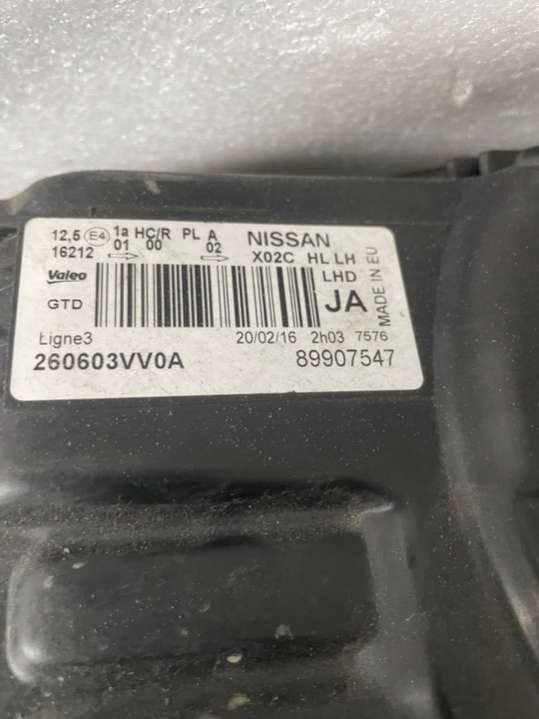 12,5 E4 1a HC/R PL A NISSAN
16212 01 00 02 X02C HL LH
Valeo LHD
GTD JA
MADE IN EU
Ligne3 20/02/16 2h03 7576
260603VV0A 89907547